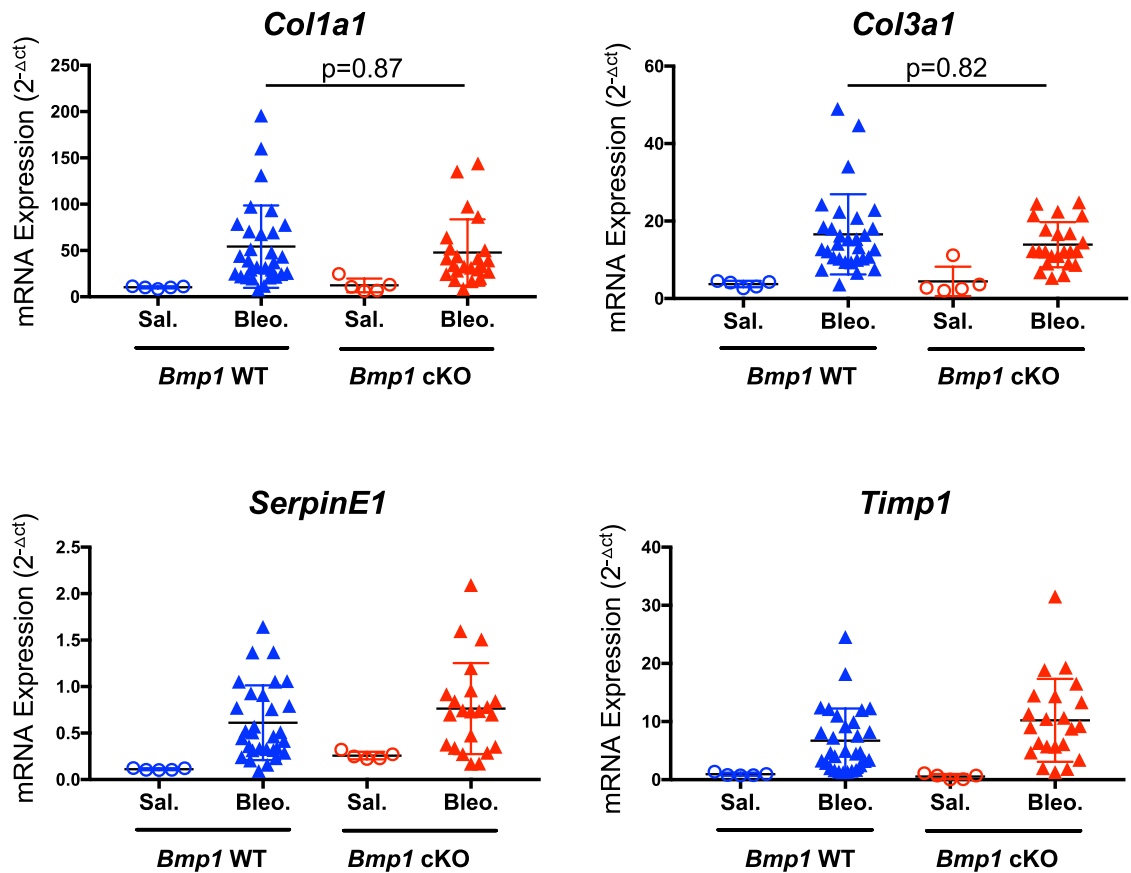 Col1a1
mRNA Expression (2-Δct)
250
200
150
100
50
0
p=0.87
Sal. Bleo. Sal. Bleo.
Bmp1 WT Bmp1 cKO
Col3a1
mRNA Expression (2-Δct)
60
40
20
0
p=0.82
Sal. Bleo. Sal. Bleo.
Bmp1 WT Bmp1 cKO
SerpinE1
mRNA Expression (2-Δct)
2.5
2.0
1.5
1.0
0.5
0.0
Sal. Bleo. Sal. Bleo.
Bmp1 WT Bmp1 cKO
Timp1
mRNA Expression (2-Δct)
40
30
20
10
0
Sal. Bleo. Sal. Bleo.
Bmp1 WT Bmp1 cKO